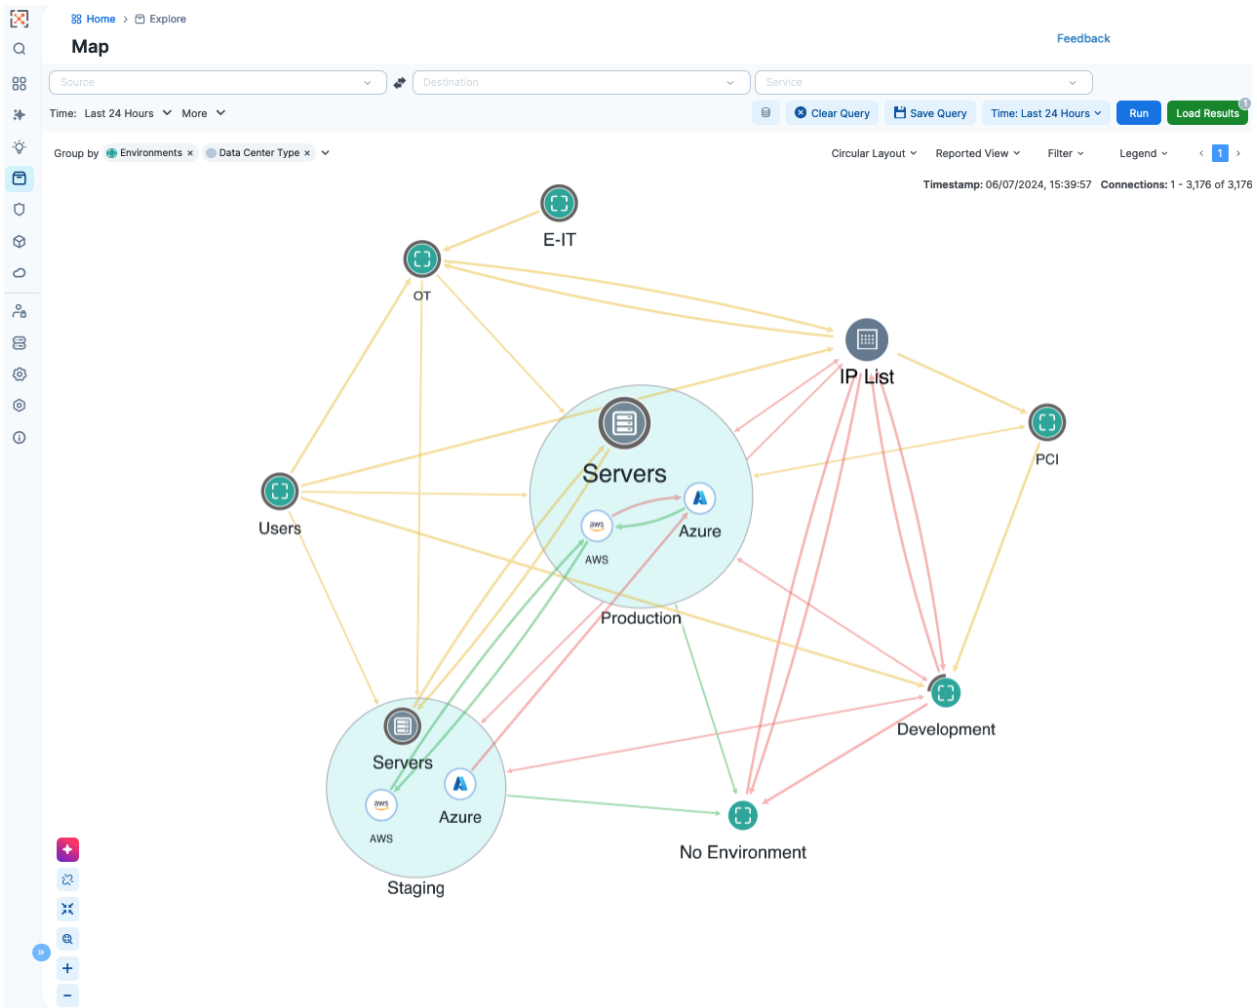 Home > Explore
Map
Feedback
Source
Destination
Service
Time: Last 24 Hours More
Clear Query
Save Query
Time: Last 24 Hours
Run
Load Results
1
Group by Environments × Data Center Type ×
Circular Layout
Reported View
Filter
Legend
< 1 >
Timestamp: 06/07/2024, 15:39:57 Connections: 1 - 3,176 of 3,176
E-IT
OT
IP List
PCI
Servers
Users
Azure
aws
AWS
Production
Development
Servers
Azure
aws
AWS
No Environment
Staging